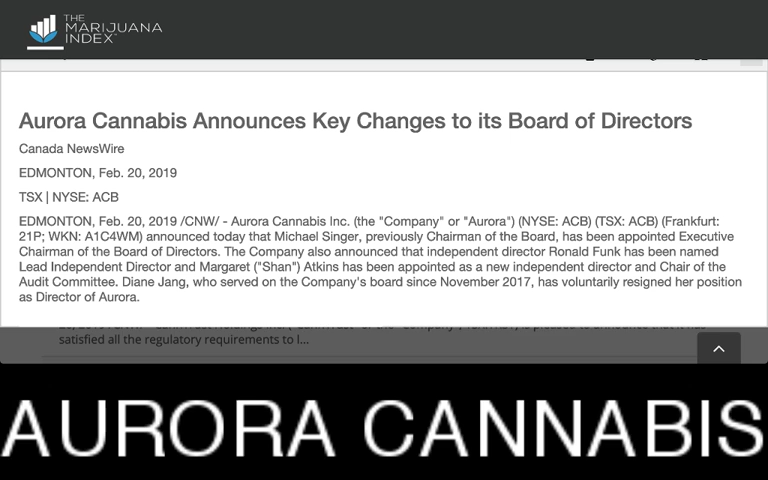 THE
MARIJUANA
INDEX™
Aurora Cannabis Announces Key Changes to its Board of Directors
Canada NewsWire
EDMONTON, Feb. 20, 2019
TSX | NYSE: ACB
EDMONTON, Feb. 20, 2019 /CNW/ - Aurora Cannabis Inc. (the "Company" or "Aurora") (NYSE: ACB) (TSX: ACB) (Frankfurt:
21P; WKN: A1C4WM) announced today that Michael Singer, previously Chairman of the Board, has been appointed Executive
Chairman of the Board of Directors. The Company also announced that independent director Ronald Funk has been named
Lead Independent Director and Margaret ("Shan") Atkins has been appointed as a new independent director and Chair of the
Audit Committee. Diane Jang, who served on the Company's board since November 2017, has voluntarily resigned her position
as Director of Aurora.
satisfied all the regulatory requirements to l...
AURORA CANNABIS